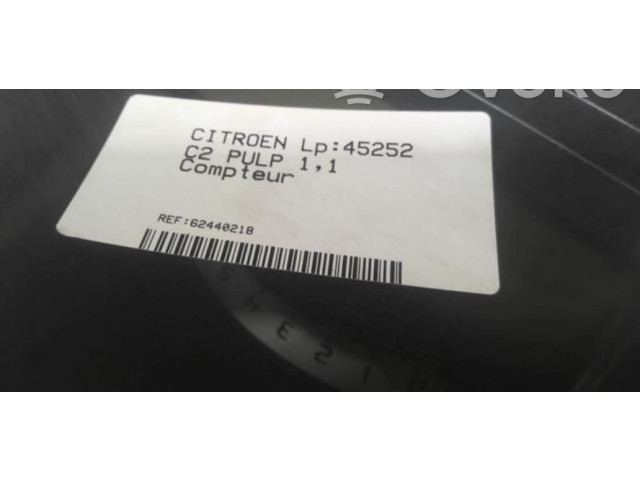 CITROEN Lp:45252
C2 PULP 1,1
Compteur
REF:62440218